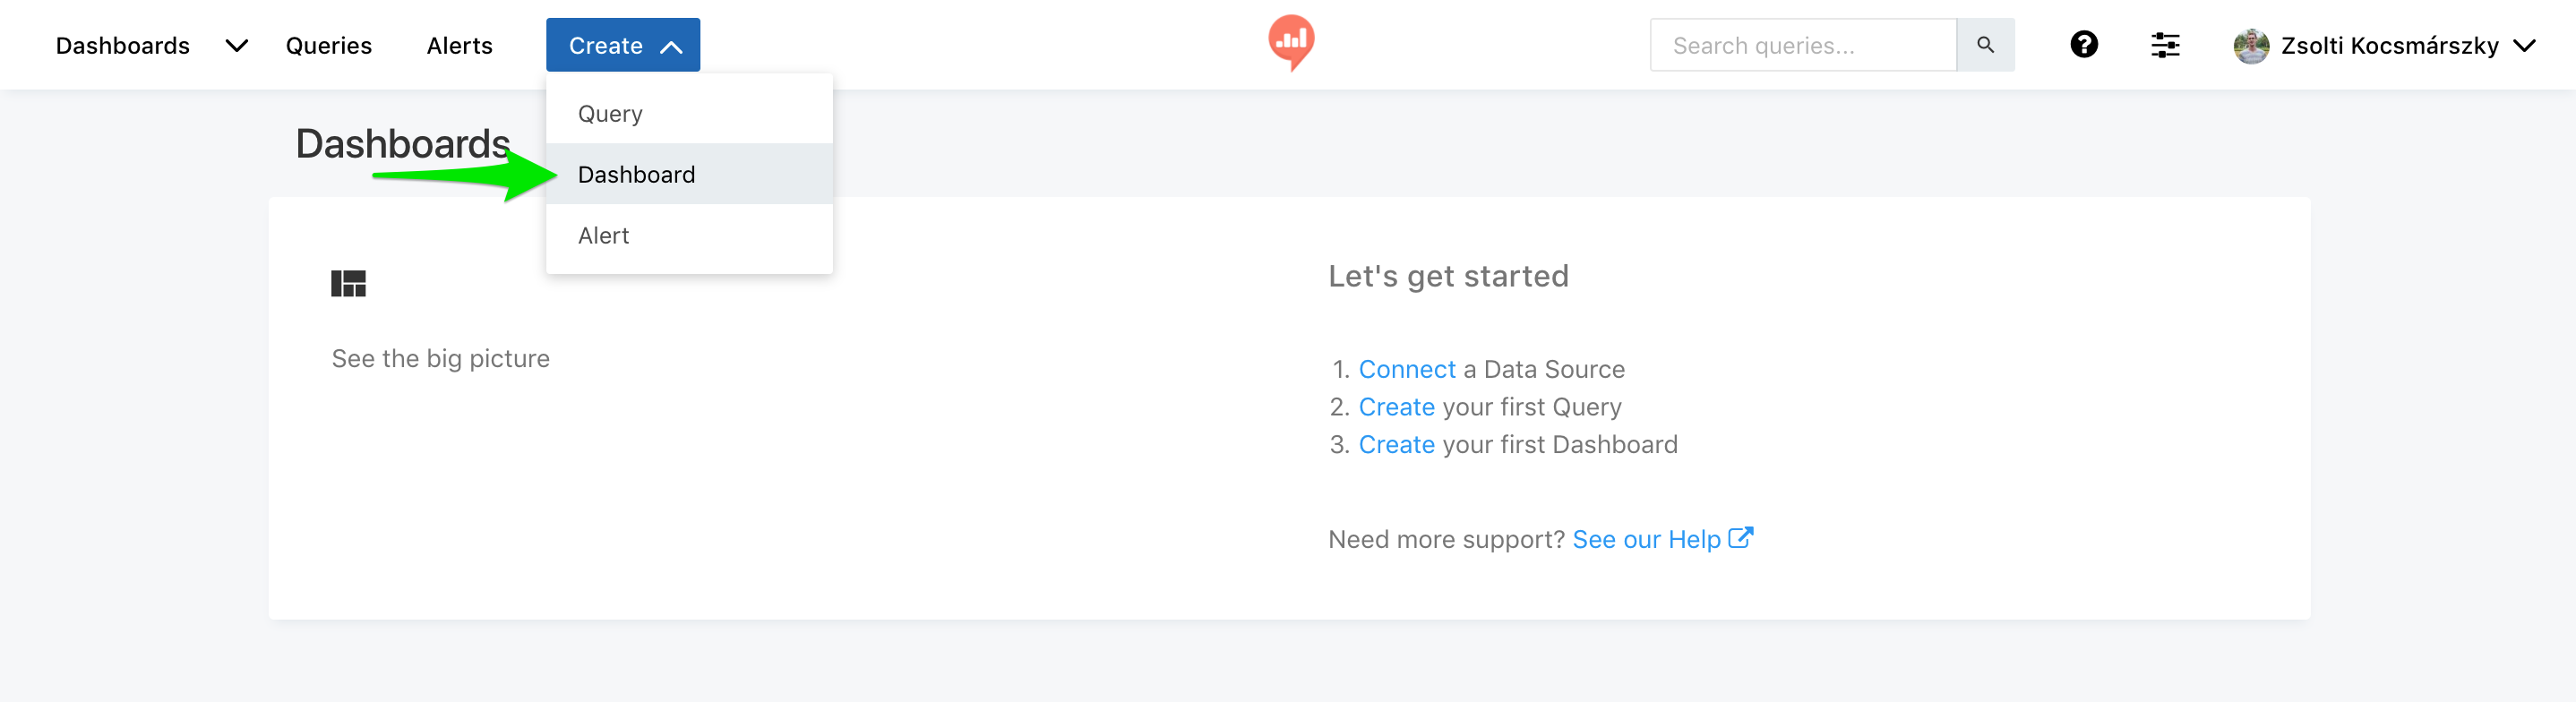 Dashboards Queries Alerts Create Search queries... Zsolti Kocsmárszky
Query
Dashboard
Alert
Dashboards
See the big picture
Let's get started
1. Connect a Data Source
2. Create your first Query
3. Create your first Dashboard
Need more support? See our Help